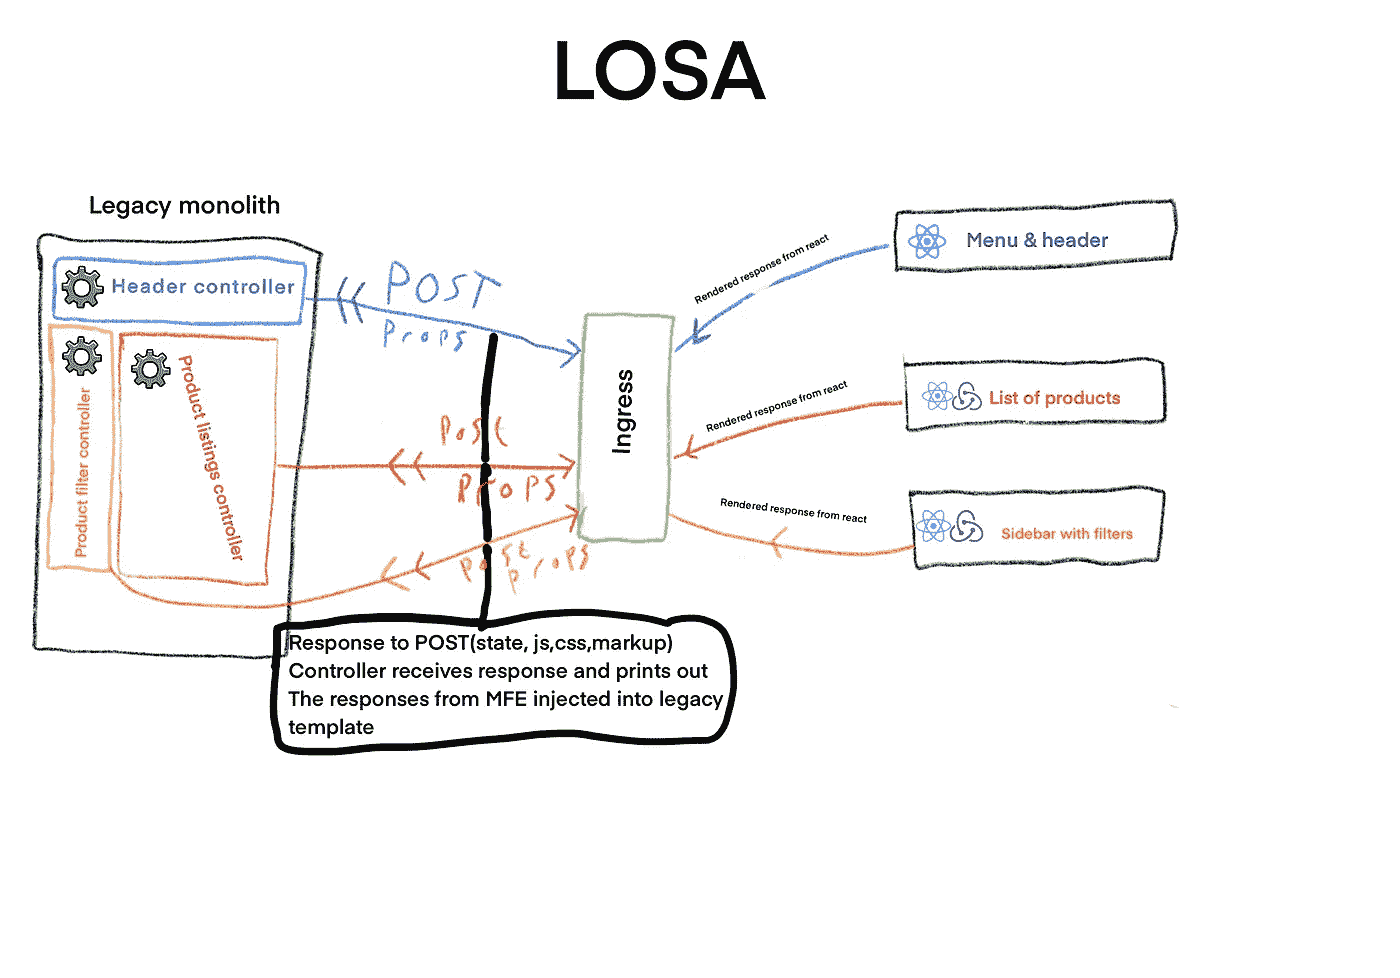 LOSA
Legacy monolith
Header controller
Product filter controller
Product listings controller
POST
Props
Post
Props
Post
props
Ingress
Rendered response from react
Menu & header
Rendered response from react
List of products
Rendered response from react
Sidebar with filters
Response to POST(state, js,css,markup)
Controller receives response and prints out
The responses from MFE injected into legacy
template